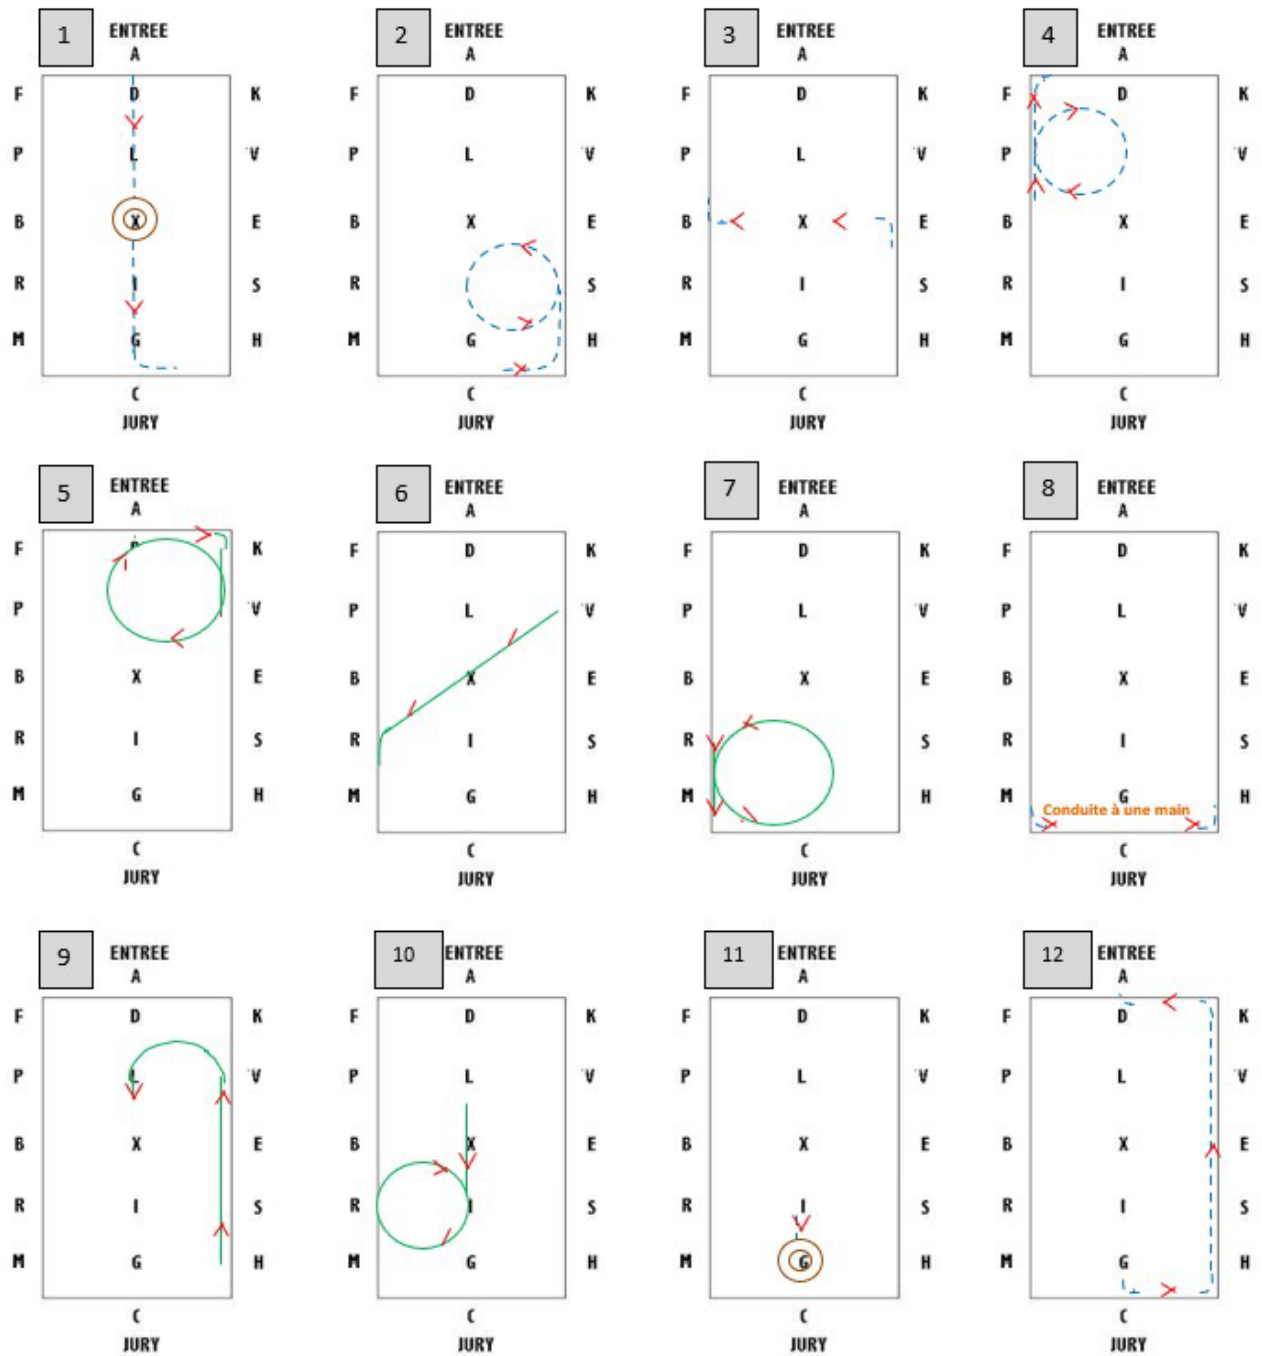 1
ENTREE
A
F D K
P L V
B X E
R I S
M G H
C
JURY
2
ENTREE
A
F D K
P L V
B X E
R I S
M G H
C
JURY
3
ENTREE
A
F D K
P L V
B X E
R I S
M G H
C
JURY
4
ENTREE
A
F D K
P L V
B X E
R I S
M G H
C
JURY
5
ENTREE
A
F K
P V
B X E
R I S
M G H
C
JURY
6
ENTREE
A
F D K
P L V
B X E
R I S
M G H
C
JURY
7
ENTREE
A
F D K
P L V
B X E
R I S
M G H
C
JURY
8
ENTREE
A
F D K
P L V
B X E
R I S
M G H
Conduite à une main
C
JURY
9
ENTREE
A
F D K
P L V
B X E
R I S
M G H
C
JURY
10
ENTREE
A
F D K
P L V
B X E
R I S
M G H
C
JURY
11
ENTREE
A
F D K
P L V
B X E
R I S
M G H
C
JURY
12
ENTREE
A
F D K
P L V
B X E
R I S
M G H
C
JURY